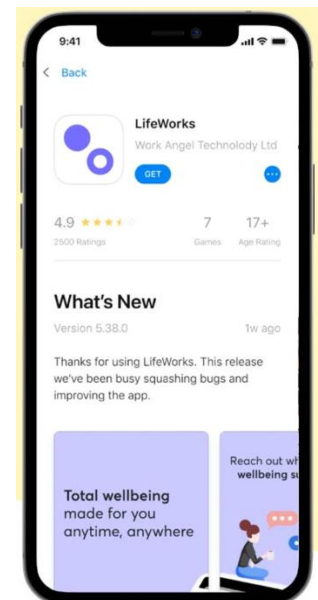 9:41
Back
LifeWorks
Work Angel Technolody Ltd
GET
4.9
7
17+
2500 Ratings
Games
Age Rating
What's New
Version 5.38.0
1w ago
Thanks for using LifeWorks. This release
we've been busy squashing bugs and
improving the app.
Total wellbeing
made for you
anytime, anywhere
Reach out wh
wellbeing su